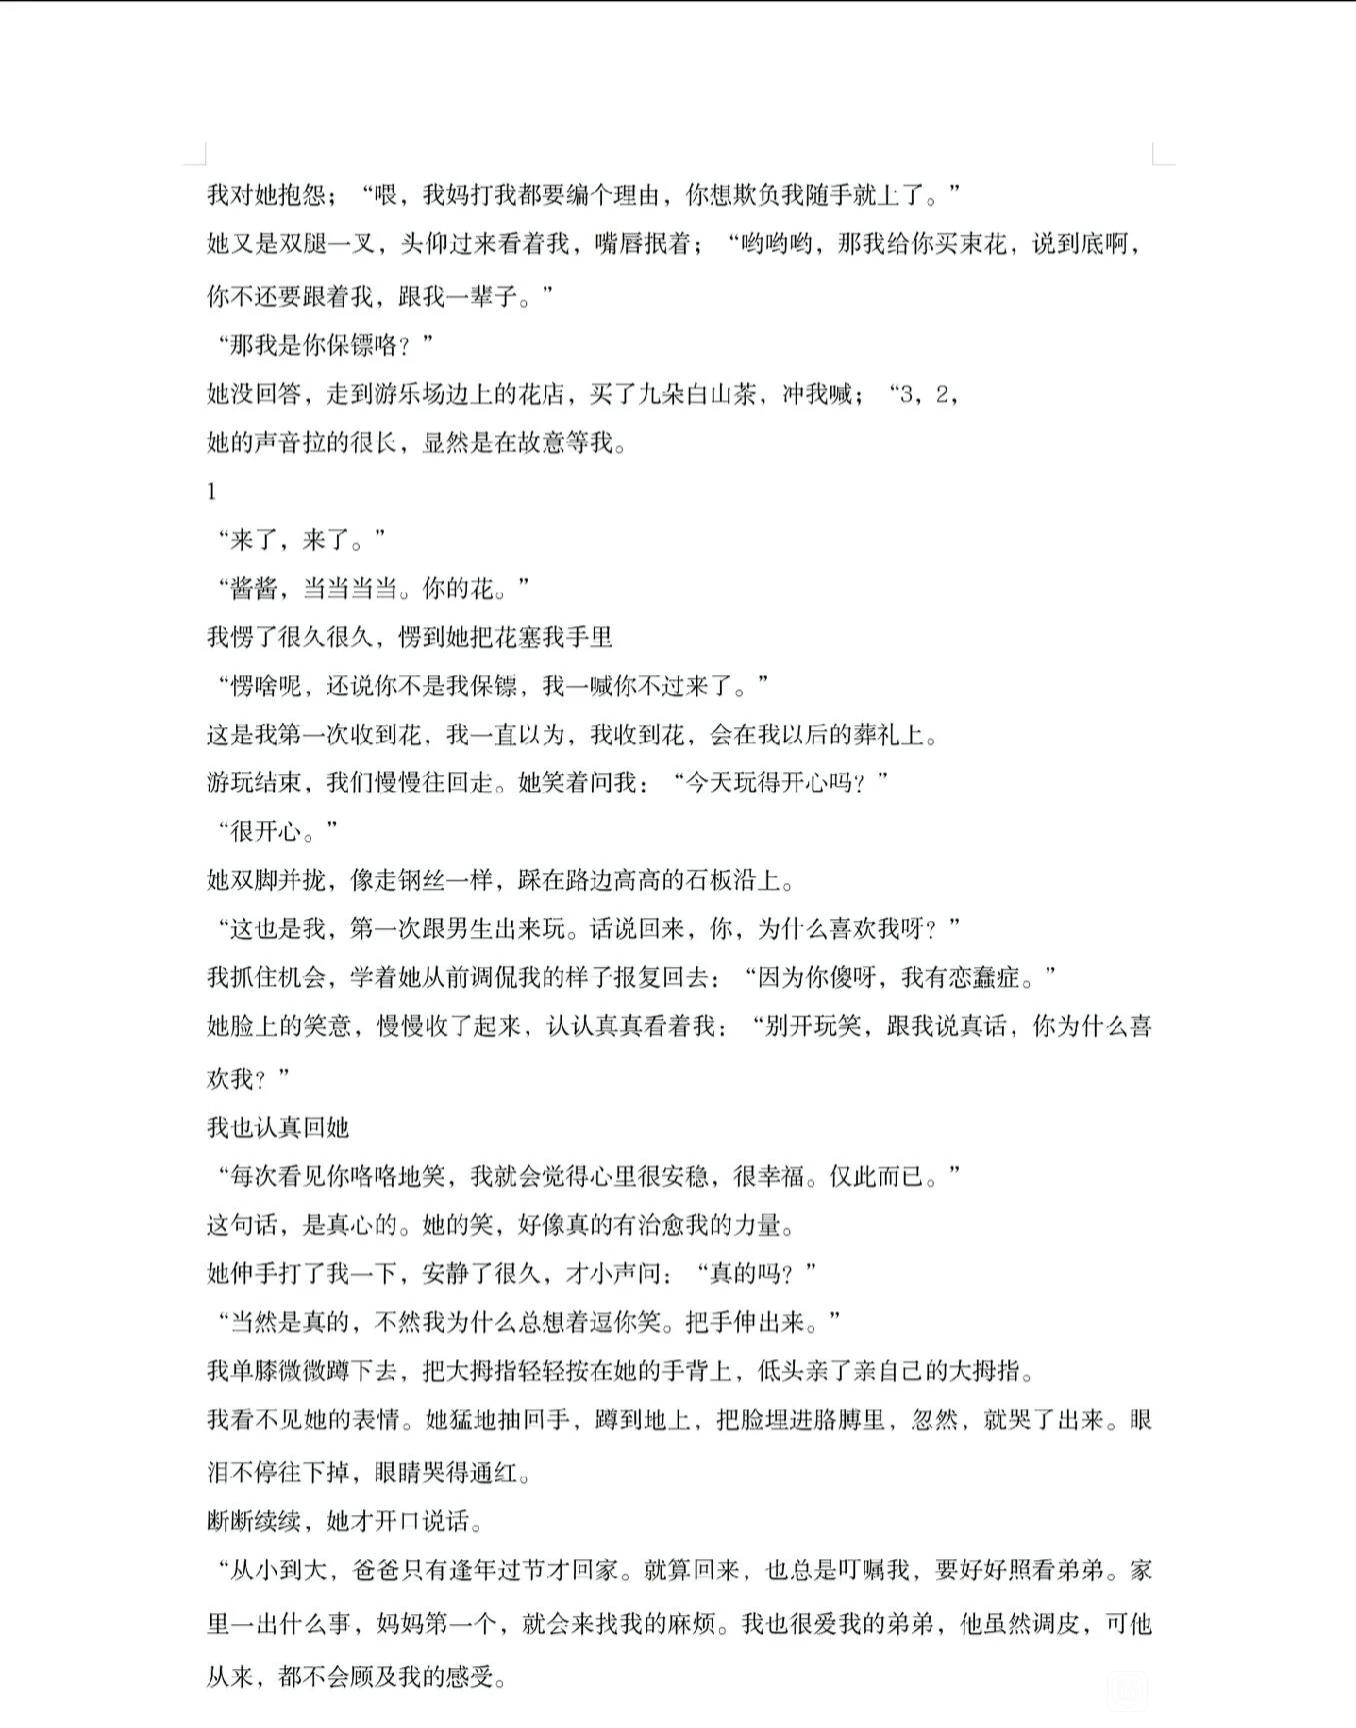 我对她抱怨；“喂，我妈打我都要编个理由，你想欺负我随手就上了。”
她又是双腿一叉，头仰过来看着我，嘴唇抿着；“哟哟哟，那我给你买束花，说到底啊，
你不还要跟着我，跟我一辈子。”
“那我是你保镖咯？”
她没回答，走到游乐场边上的花店，买了九朵白山茶，冲我喊；“3，2，
她的声音拉的很长，显然是在故意等我。
1
“来了，来了。”
“酱酱，当当当当。你的花。”
我愣了很久很久，愣到她把花塞我手里
“愣啥呢，还说你不是我保镖，我一喊你不过来了。”
这是我第一次收到花，我一直以为，我收到花，会在我以后的葬礼上。
游玩结束，我们慢慢往回走。她笑着问我：“今天玩得开心吗？”
“很开心。”
她双脚并拢，像走钢丝一样，踩在路边高高的石板沿上。
“这也是我，第一次跟男生出来玩。话说回来，你，为什么喜欢我呀？”
我抓住机会，学着她从前调侃我的样子报复回去：“因为你傻呀，我有恋蠢症。”
她脸上的笑意，慢慢收了起来，认认真真看着我：“别开玩笑，跟我说真话，你为什么喜
欢我？”
我也认真回她
“每次看见你咯咯地笑，我就会觉得心里很安稳，很幸福。仅此而已。”
这句话，是真心的。她的笑，好像真的有治愈我的力量。
她伸手打了我一下，安静了很久，才小声问：“真的吗？”
“当然是真的，不然我为什么总想着逗你笑。把手伸出来。”
我单膝微微蹲下去，把大拇指轻轻按在她的手背上，低头亲了亲自己的大拇指。
我看不见她的表情。她猛地抽回手，蹲到地上，把脸埋进胳膊里，忽然，就哭了出来。眼
泪不停往下掉，眼睛哭得通红。
断断续续，她才开口说话。
“从小到大，爸爸只有逢年过节才回家。就算回来，也总是叮嘱我，要好好照看弟弟。家
里一出什么事，妈妈第一个，就会来找我的麻烦。我也很爱我的弟弟，他虽然调皮，可他
从来，都不会顾及我的感受。